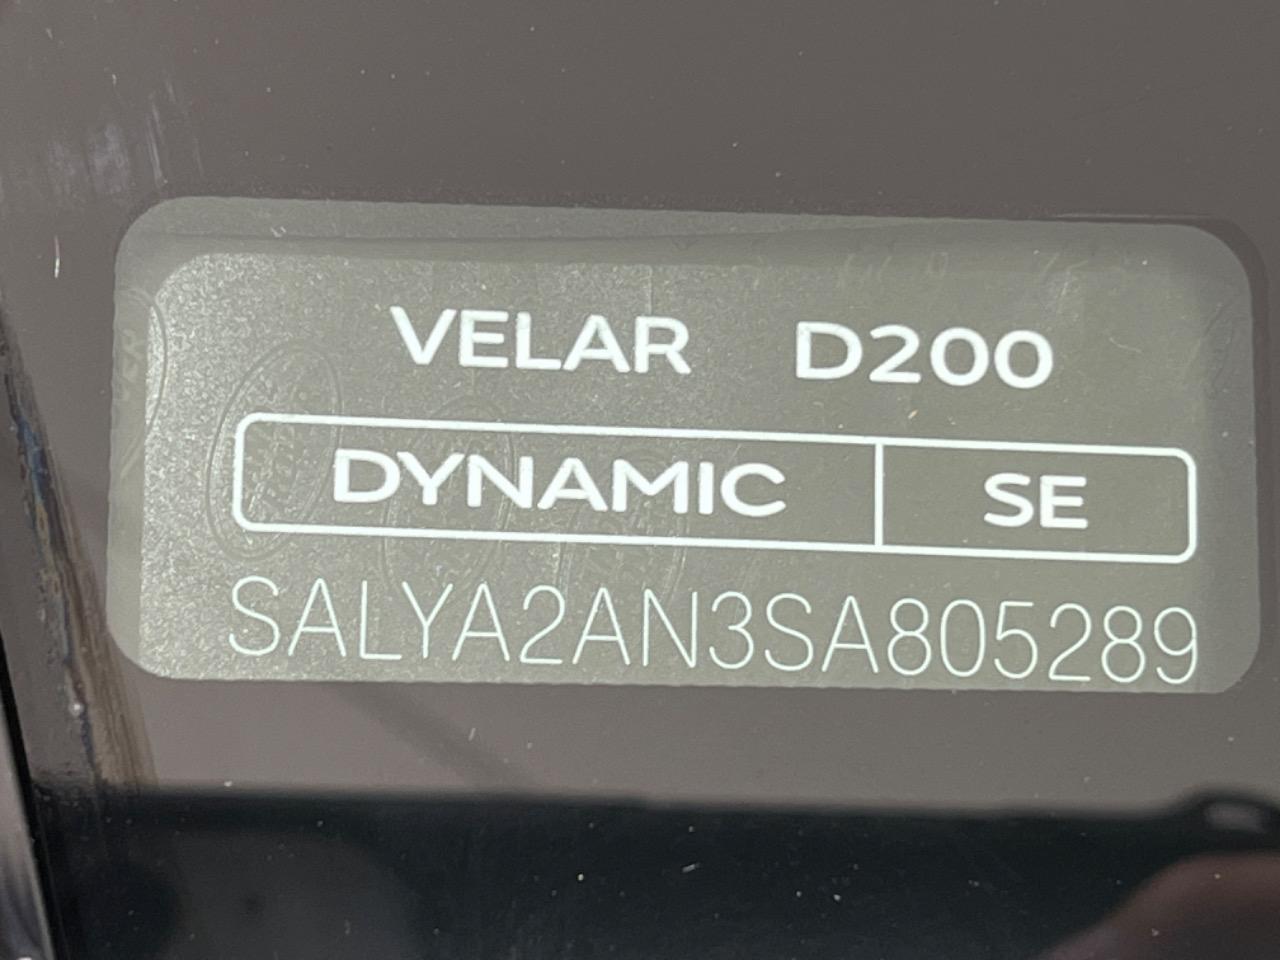 VELAR D200
DYNAMIC SE
SALYA2AN3SA805289